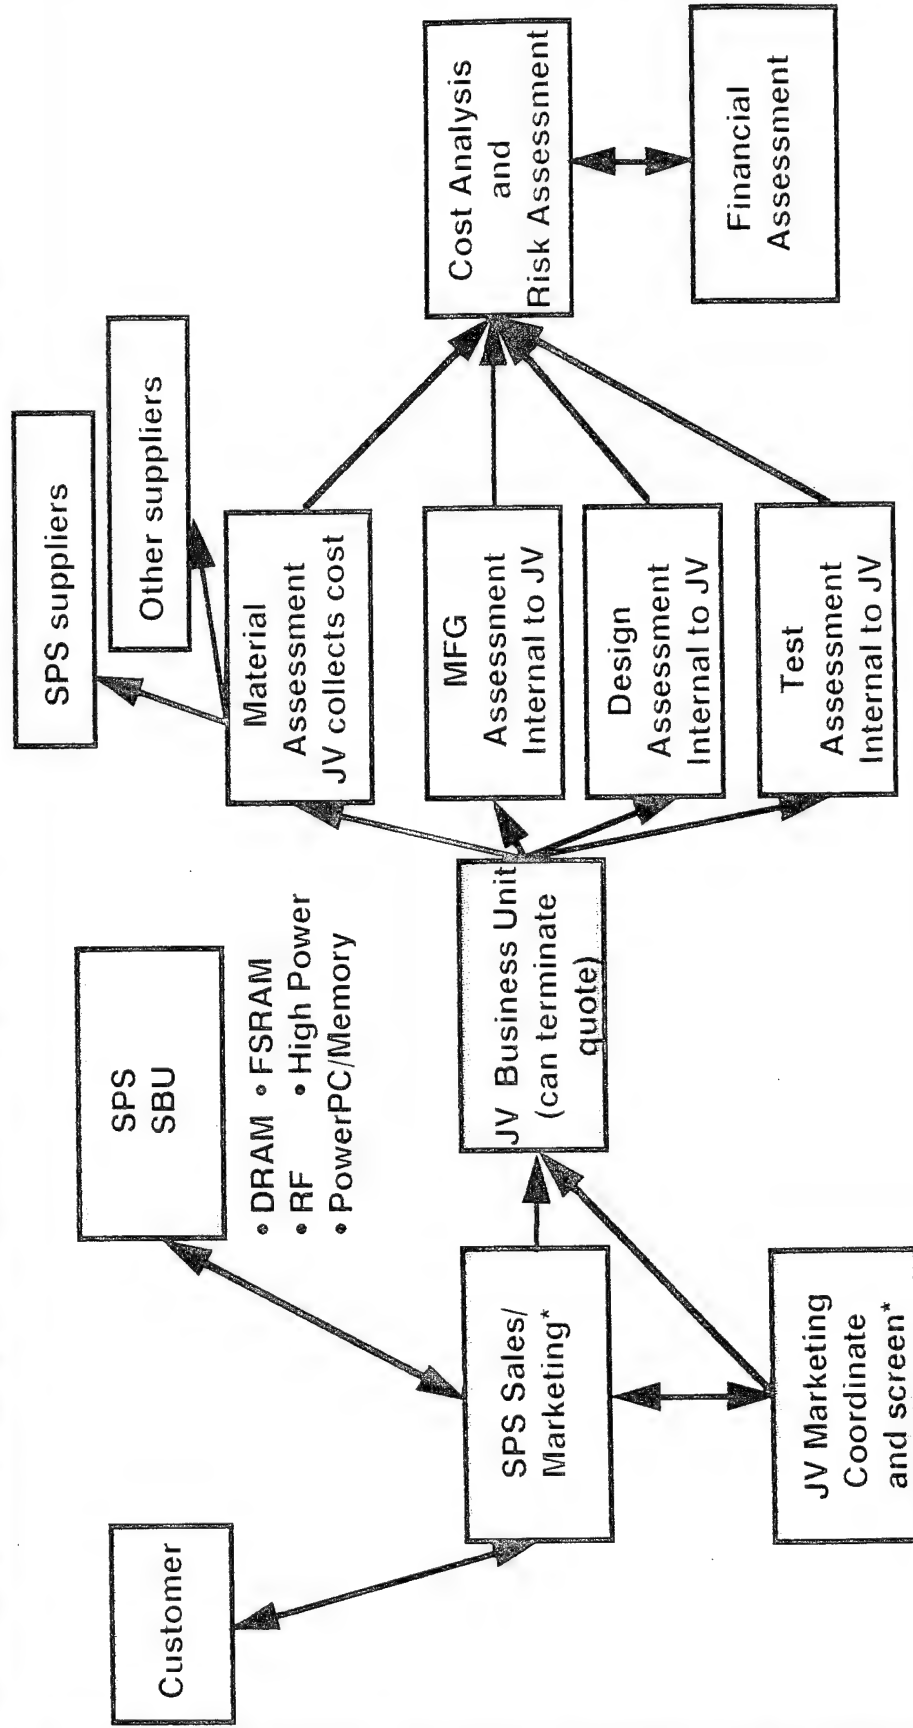 Customer
SPS
SBU
• DRAM • FSRAM
• RF • High Power
• PowerPC/Memory
SPS suppliers
Other suppliers
SPS Sales/
Marketing*
JV Marketing
Coordinate
and screen*
JV Business Unit
(can terminate
quote)
Material
Assessment
JV collects cost
MFG
Assessment
Internal to JV
Design
Assessment
Internal to JV
Test
Assessment
Internal to JV
Cost Analysis
and
Risk Assessment
Financial
Assessment